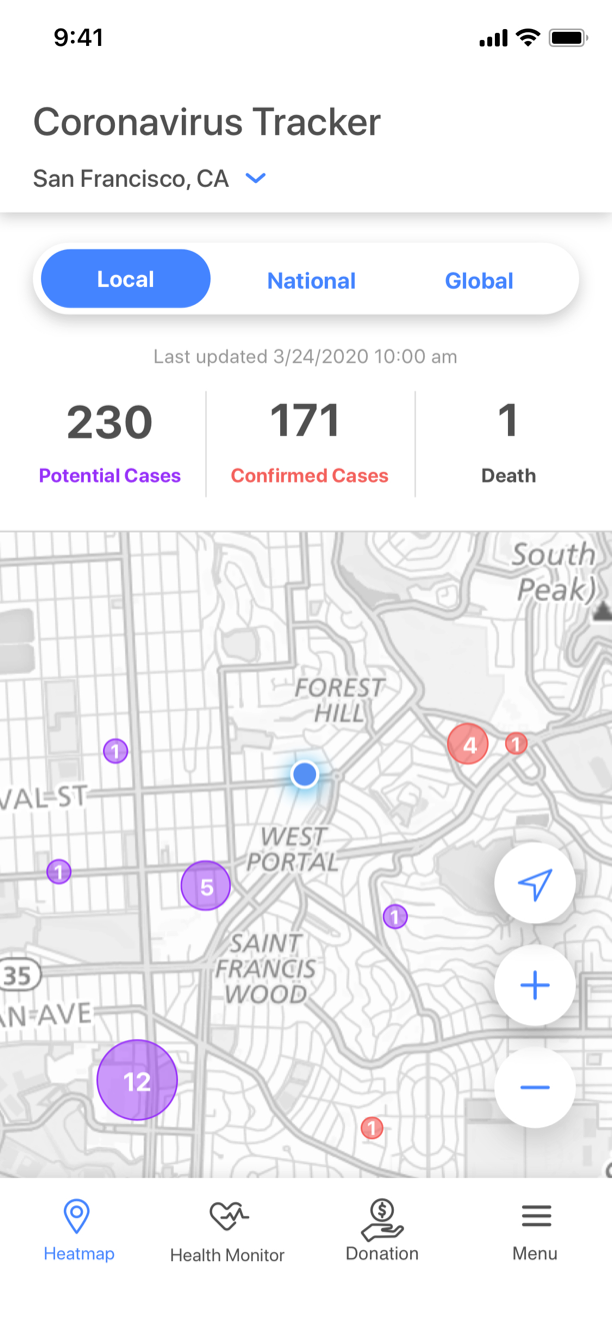 9:41
Coronavirus Tracker
San Francisco, CA
Local National Global
Last updated 3/24/2020 10:00 am
230 171 1
Potential Cases Confirmed Cases Death
South
Peak)
FOREST
HILL
4 1
1
VAL ST
WEST
PORTAL
1
5
1
SAINT
FRANCIS
WOOD
35
N AVE
12
1
Heatmap Health Monitor Donation Menu